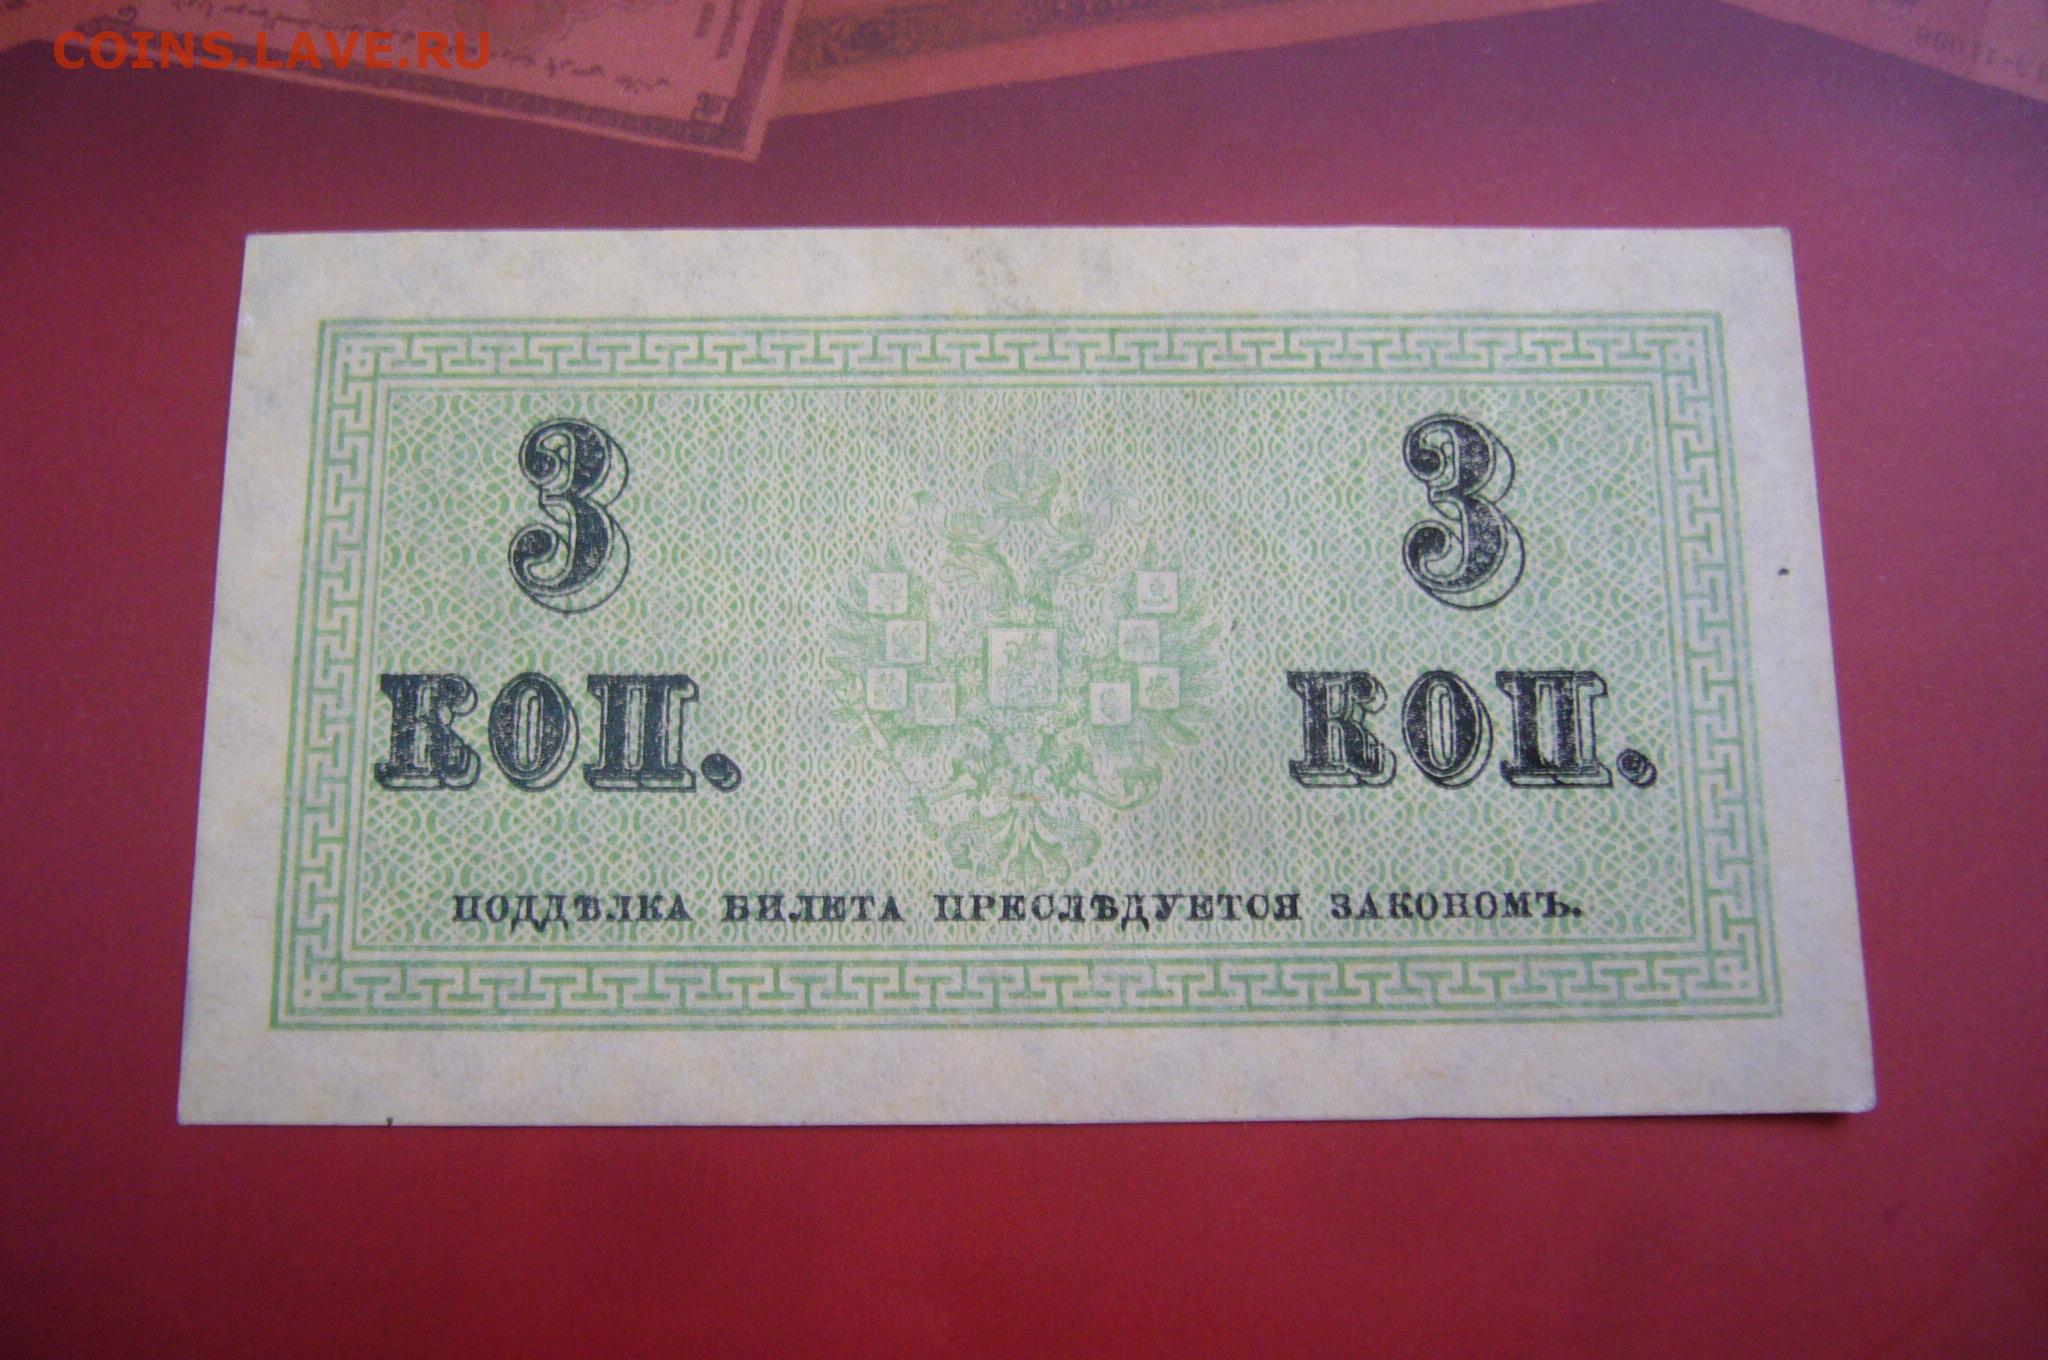 COINS.LAVE.RU
3 3
КОП. КОП.
ПОДДѢЛКА БИЛЕТА ПРЕСЛѢДУЕТСЯ ЗАКОНОМЪ.